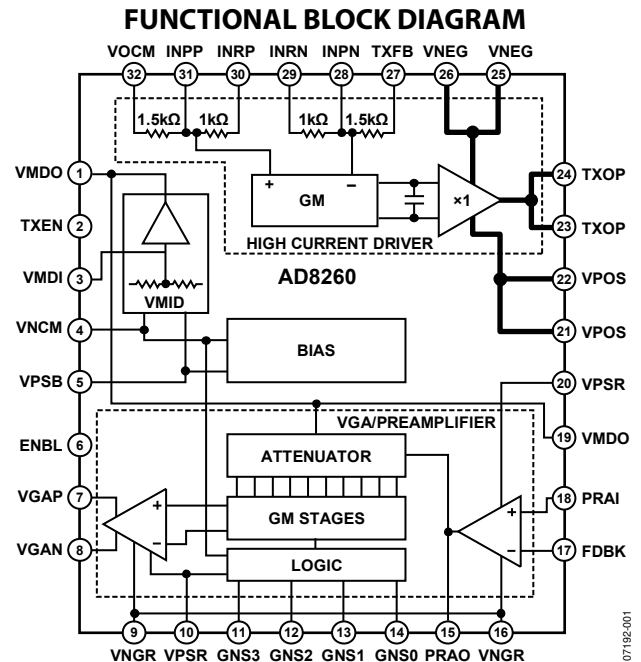 FUNCTIONAL BLOCK DIAGRAM
VOCM INPP INRP INRN INPN TXFB VNEG VNEG
32 31 30 29 28 27 26 25
1.5kΩ 1kΩ 1kΩ 1.5kΩ
VMDO 1
TXEN 2
VMDI 3
VNCM 4
VPSB 5
ENBL 6
VGAP 7
VGAN 8
+ −
GM
×1
HIGH CURRENT DRIVER
AD8260
VMID
BIAS
VGA/PREAMPLIFIER
ATTENUATOR
GM STAGES
LOGIC
+
−
+
−
24 TXOP
23 TXOP
22 VPOS
21 VPOS
20 VPSR
19 VMDO
18 PRAI
17 FDBK
9 10 11 12 13 14 15 16
VNGR VPSR GNS3 GNS2 GNS1 GNS0 PRAO VNGR
07192-001